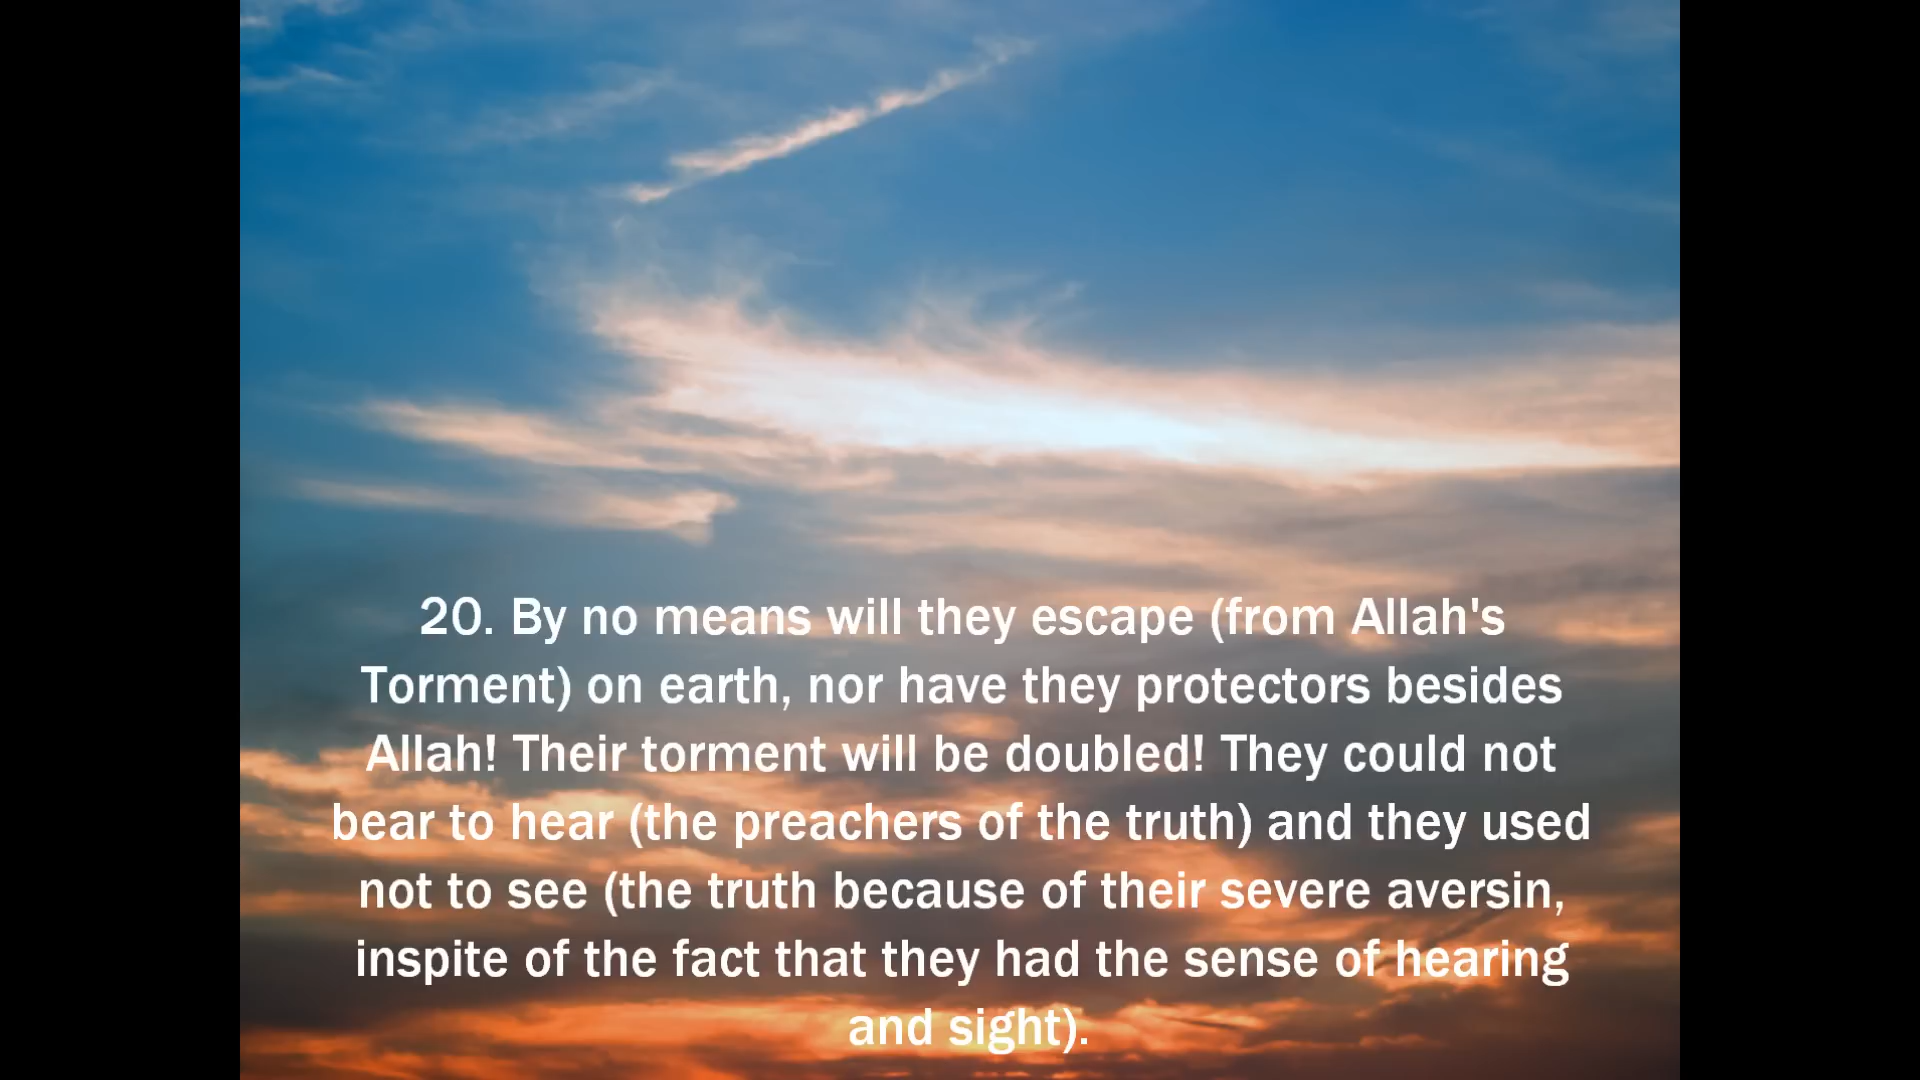 20. By no means will they escape (from Allah's
Torment) on earth, nor have they protectors besides
Allah! Their torment will be doubled! They could not
bear to hear (the preachers of the truth) and they used
not to see (the truth because of their severe aversin,
inspite of the fact that they had the sense of hearing
and sight).